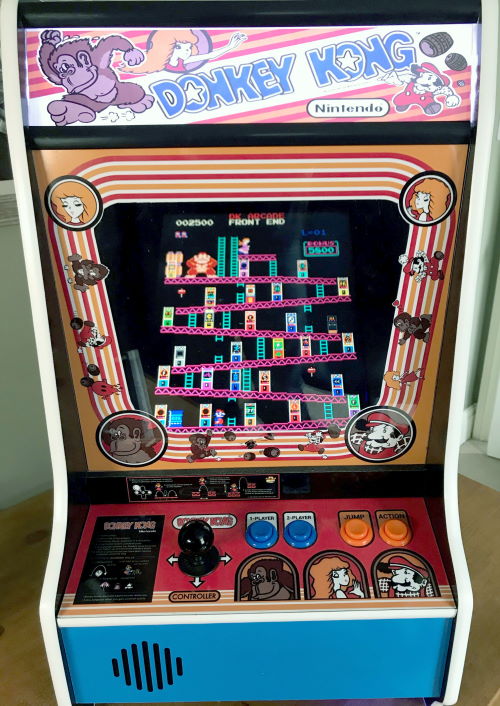 DONKEY KONG
Nintendo
DK ARCADE
002500 FRONT END
L=01
BONUS
5600
DONKEY KONG
Nintendo
DONKEY KONG
1-PLAYER
2-PLAYER
JUMP
ACTION
CONTROLLER